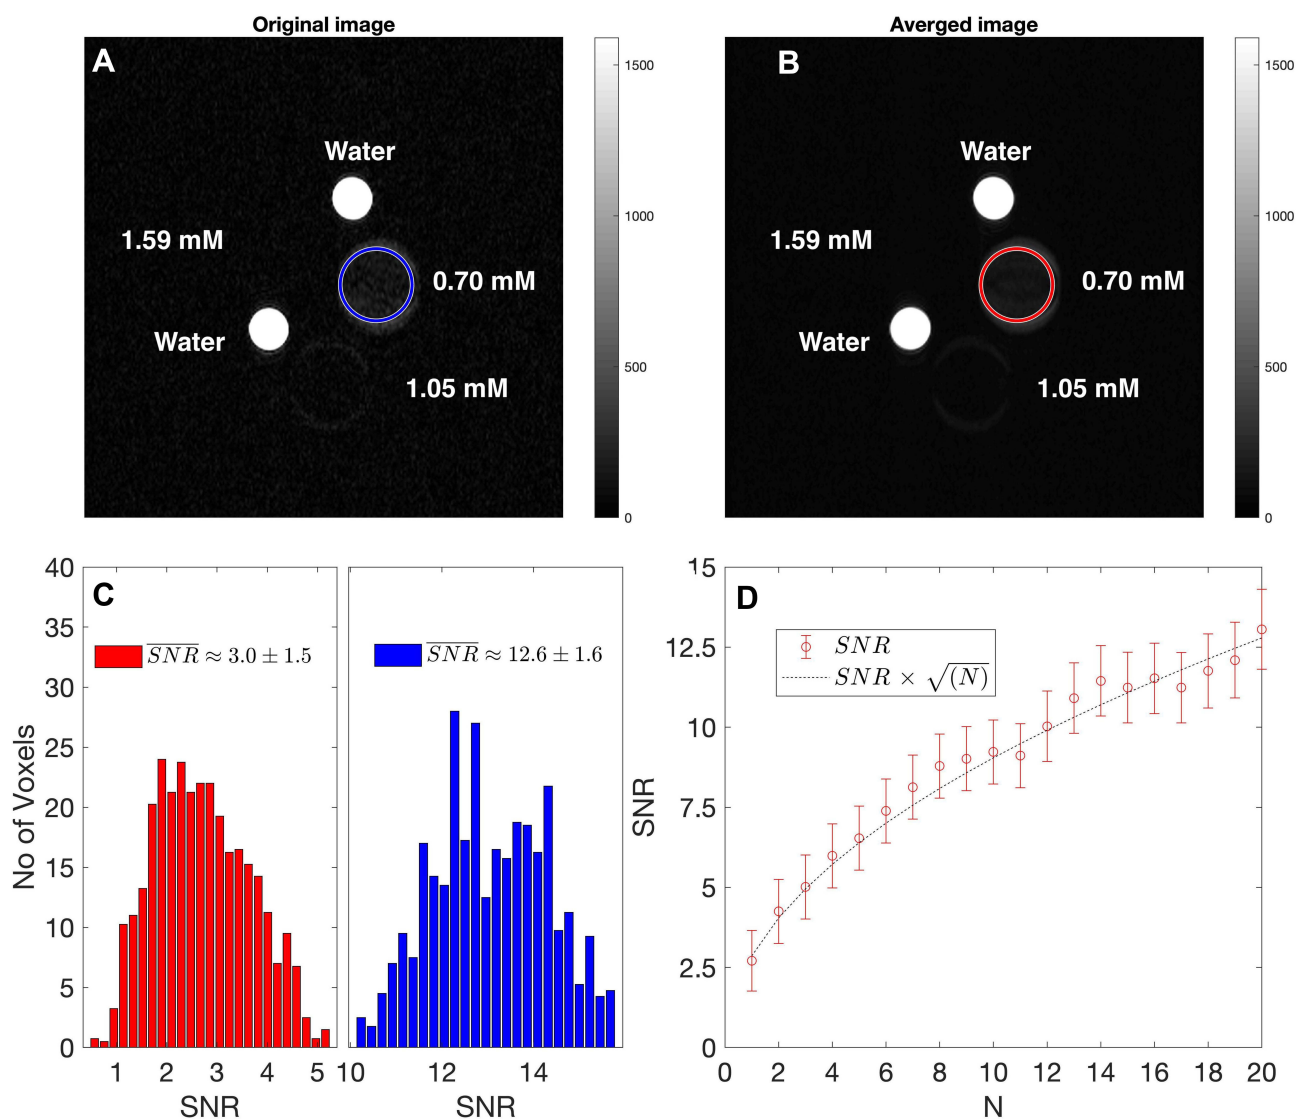 Original image
A
Water
1.59 mM
0.70 mM
Water
1.05 mM
1500
1000
500
0
Averged image
B
Water
1.59 mM
0.70 mM
Water
1.05 mM
1500
1000
500
0
C
No of Voxels
40
35
30
25
20
15
10
5
0
SNR ≈ 3.0 ± 1.5
1 2 3 4 5
SNR
SNR ≈ 12.6 ± 1.6
10 12 14
SNR
D
SNR
15
12.5
10
7.5
5
2.5
0
SNR
SNR × √(N)
0 2 4 6 8 10 12 14 16 18 20
N